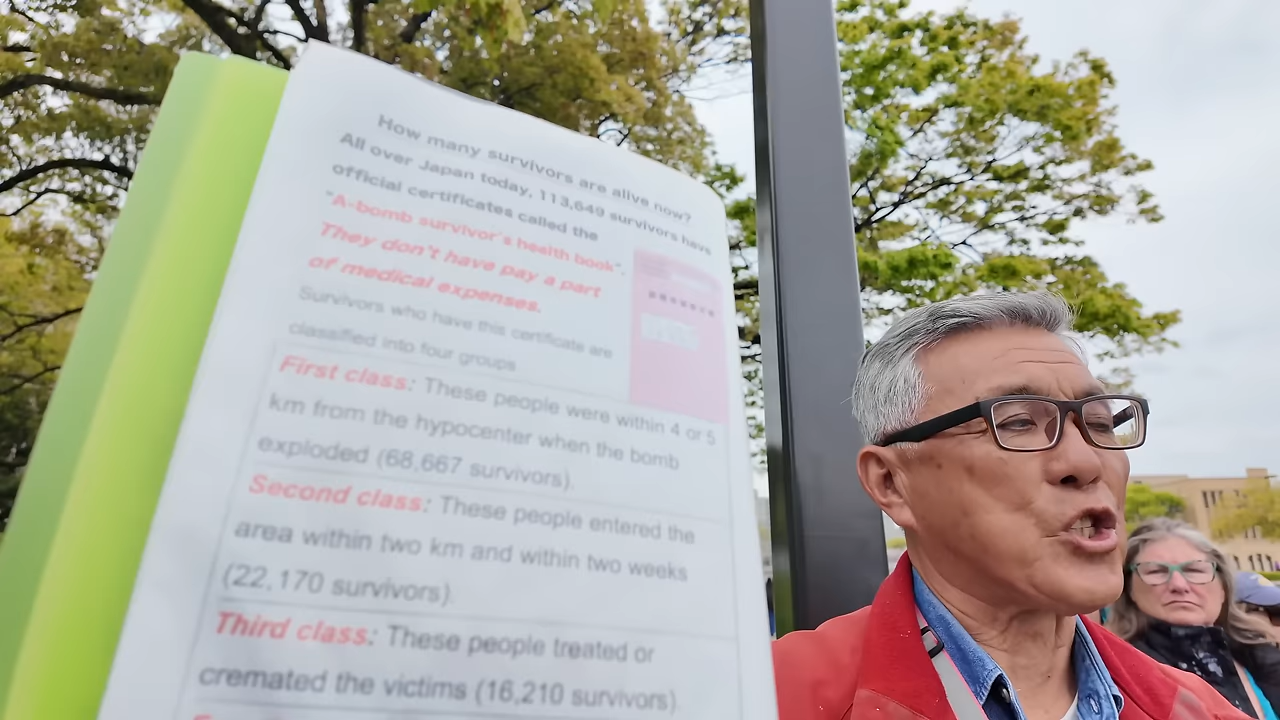 How many survivors are alive now?
All over Japan today, 113,649 survivors have
official certificates called the
"A-bomb survivor's health book".
They don't have pay a part
of medical expenses.
Survivors who have this certificate are
classified into four groups
First class: These people were within 4 or 5
km from the hypocenter when the bomb
exploded (68,667 survivors)
Second class: These people entered the
area within two km and within two weeks
(22,170 survivors).
Third class: These people treated or
cremated the victims (16,210 survivors)